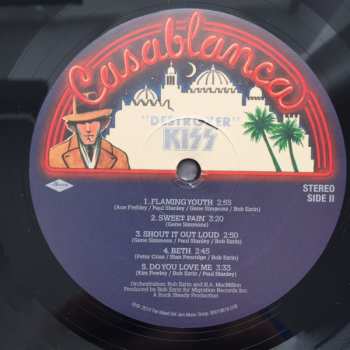 Casablanca
"DESTROYER"
KISS
STEREO
SIDE II
1. FLAMING YOUTH 2:55
(Ace Frehley / Paul Stanley / Gene Simmons / Bob Ezrin)
2. SWEET PAIN 3:20
(Gene Simmons)
3. SHOUT IT OUT LOUD 2:50
(Gene Simmons / Paul Stanley / Bob Ezrin)
4. BETH 2:45
(Peter Criss / Stan Penridge / Bob Ezrin)
5. DO YOU LOVE ME 3:33
(Kim Fowley / Bob Ezrin / Paul Stanley)
Orchestration: Bob Ezrin and H.A. MacMillan
Produced by Bob Ezrin for Migration Records Inc.
A Rock Steady Production